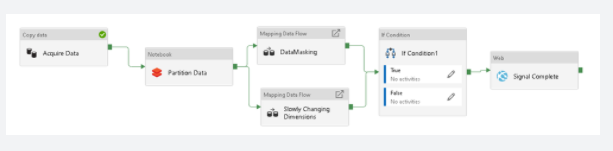 Copy data
Acquire Data
Notebook
Partition Data
Mapping Data Flow
DataMasking
Mapping Data Flow
Slowly Changing
Dimensions
If Condition
If Condition1
True
No activities
False
No activities
Web
Signal Complete